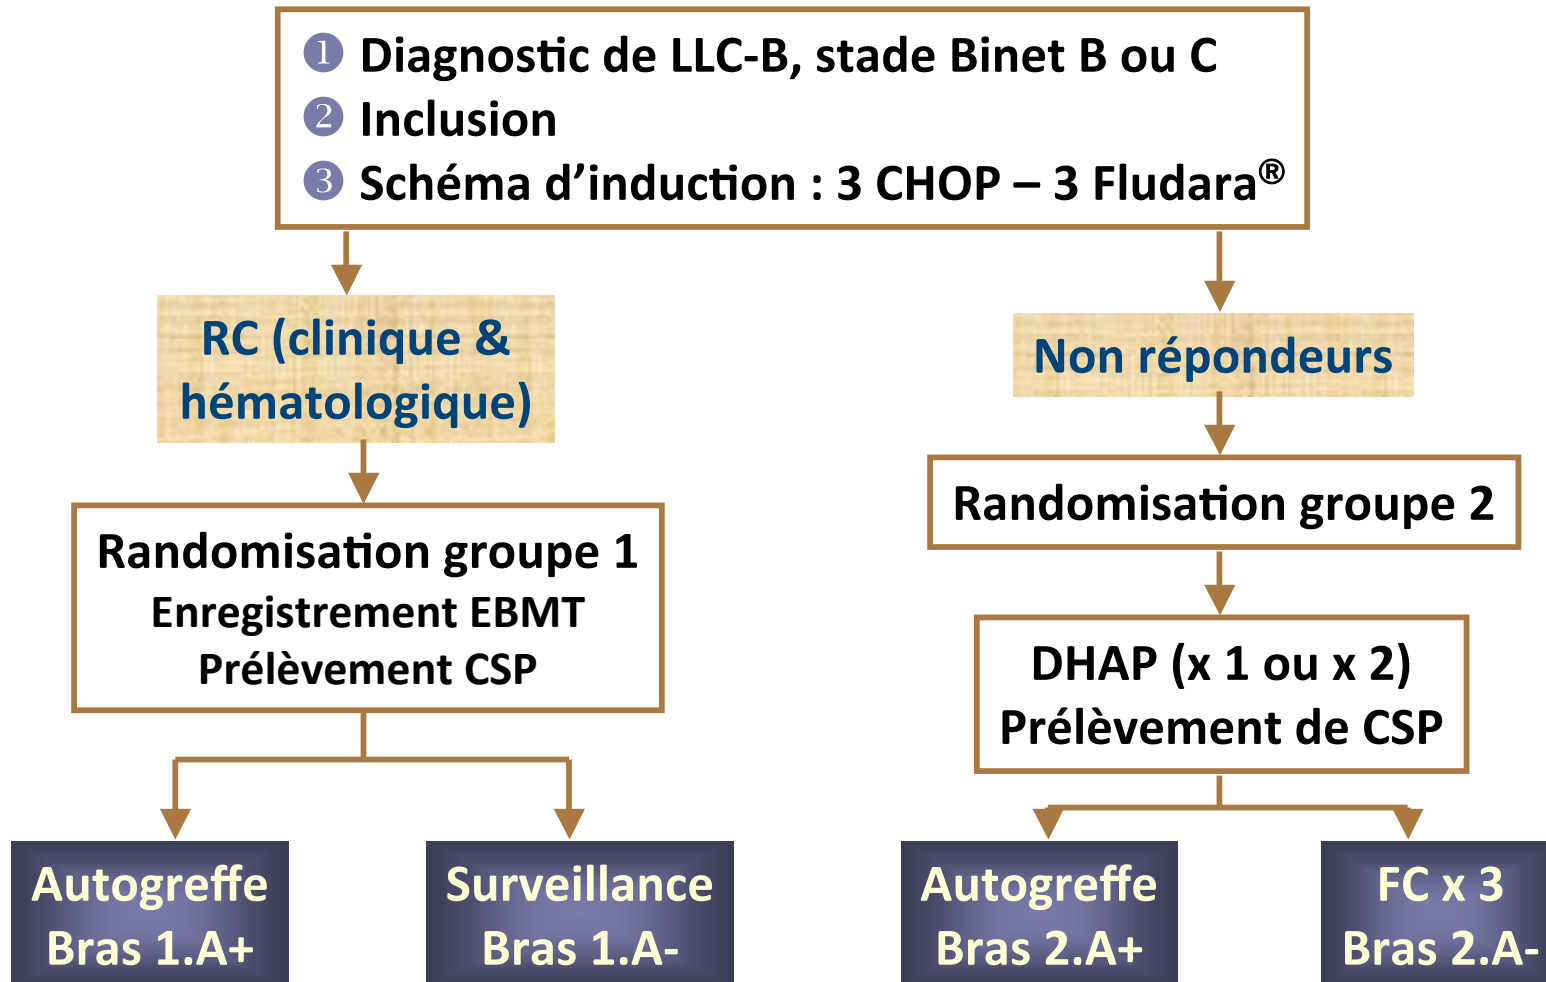 ❶ Diagnostic de LLC-B, stade Binet B ou C
❷ Inclusion
❸ Schéma d’induction : 3 CHOP – 3 Fludara®
RC (clinique &
hématologique)
Non répondeurs
Randomisation groupe 1
Enregistrement EBMT
Prélèvement CSP
Randomisation groupe 2
DHAP (x 1 ou x 2)
Prélèvement de CSP
Autogreffe
Bras 1.A+
Surveillance
Bras 1.A-
Autogreffe
Bras 2.A+
FC x 3
Bras 2.A-